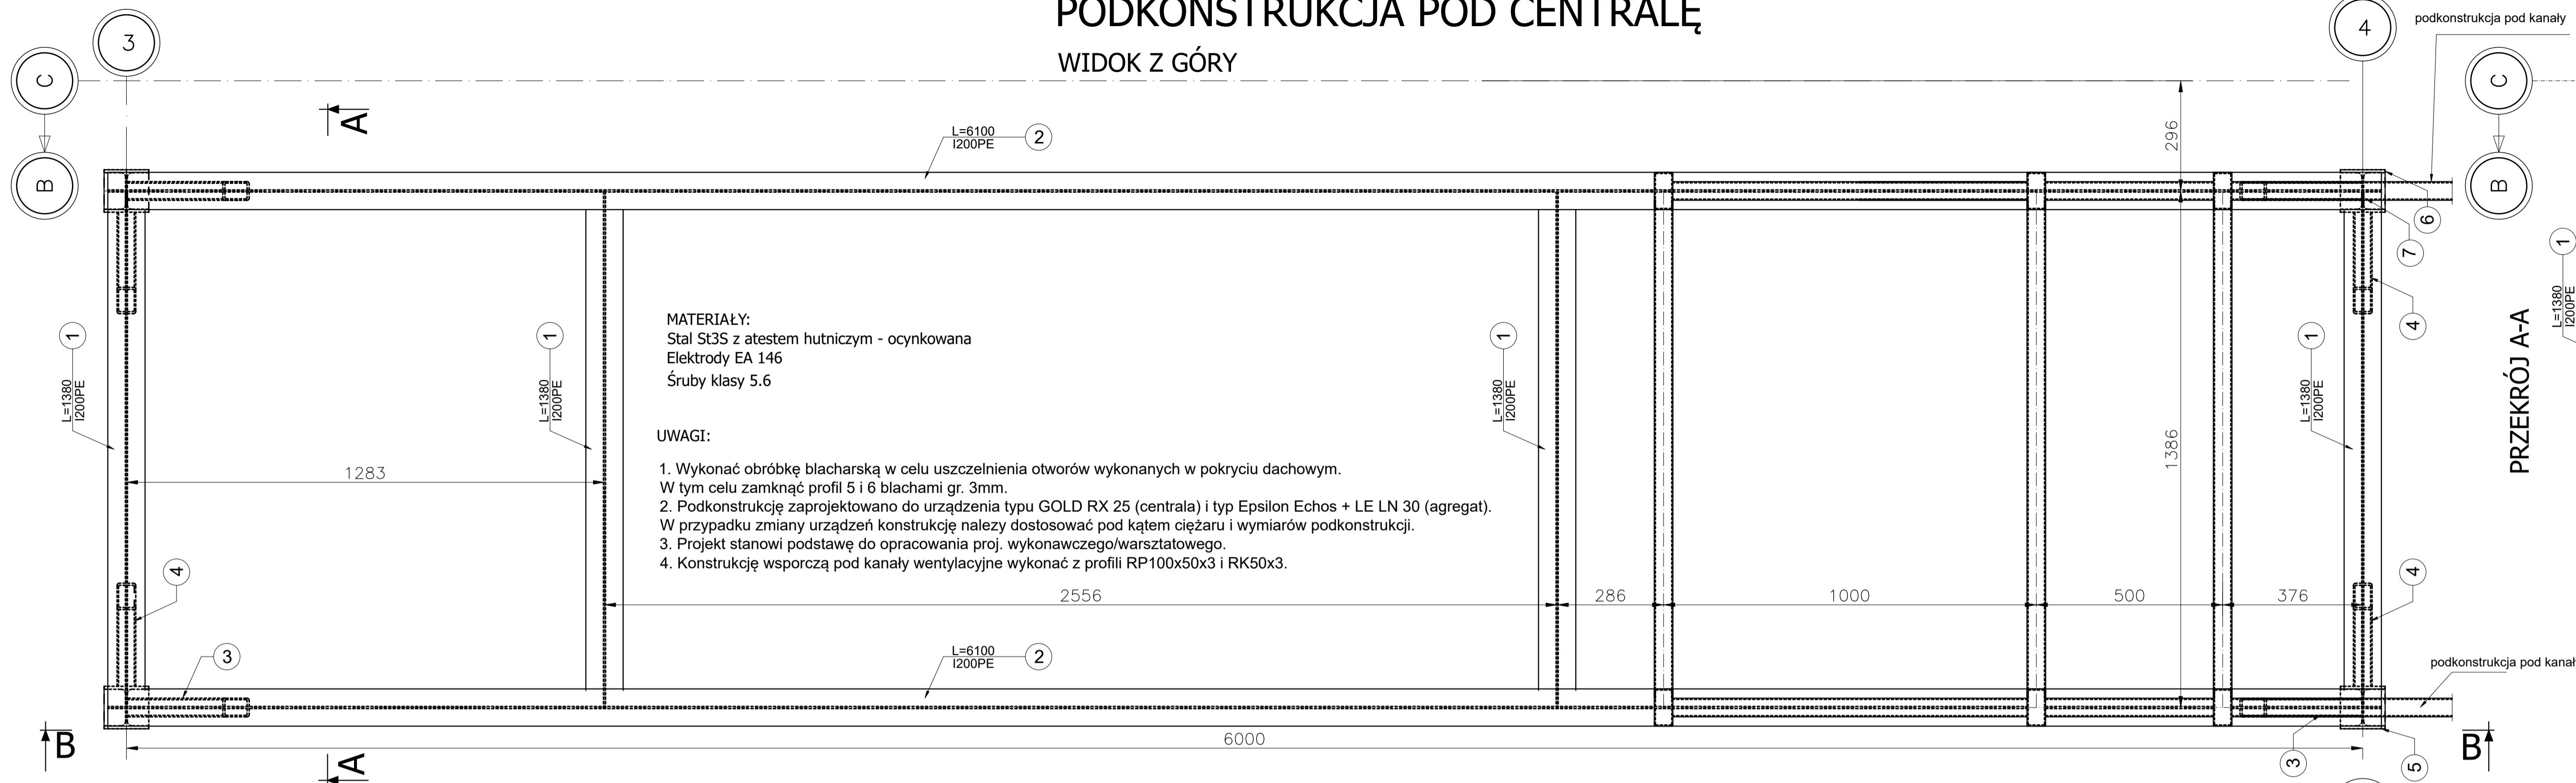 PODKONSTRUKCJA POD CENTRALĘ
WIDOK Z GÓRY
3
4
C
B
C
B
podkonstrukcja pod kanały
A
L=6100
I200PE
2
296
6
7
4
1
L=1380
I200PE
1
L=1380
I200PE
1
L=1380
I200PE
1
L=1380
I200PE
1
L=1380
I200PE
PRZEKRÓJ A-A
MATERIAŁY:
Stal St3S z atestem hutniczym - ocynkowana
Elektrody EA 146
Śruby klasy 5.6
UWAGI:
1. Wykonać obróbkę blacharską w celu uszczelnienia otworów wykonanych w pokryciu dachowym.
W tym celu zamknąć profil 5 i 6 blachami gr. 3mm.
2. Podkonstrukcję zaprojektowano do urządzenia typu GOLD RX 25 (centrala) i typ Epsilon Echos + LE LN 30 (agregat).
W przypadku zmiany urządzeń konstrukcję nalezy dostosować pod kątem ciężaru i wymiarów podkonstrukcji.
3. Projekt stanowi podstawę do opracowania proj. wykonawczego/warsztatowego.
4. Konstrukcję wsporczą pod kanały wentylacyjne wykonać z profili RP100x50x3 i RK50x3.
1283
1386
4
4
2556
286
1000
500
376
3
L=6100
I200PE
2
podkonstrukcja pod kanał
B
A
6000
3
5
B